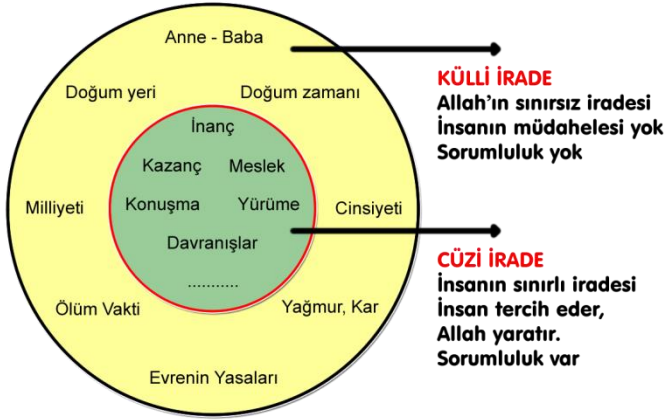 Anne - Baba
Doğum yeri
Doğum zamanı
İnanç
Kazanç
Meslek
Milliyeti
Konuşma
Yürüme
Cinsiyeti
Davranışlar
...........
Ölüm Vakti
Yağmur, Kar
Evrenin Yasaları
KÜLLİ İRADE
Allah'ın sınırsız iradesi
İnsanın müdahelesi yok
Sorumluluk yok
CÜZİ İRADE
İnsanın sınırlı iradesi
İnsan tercih eder,
Allah yaratır.
Sorumluluk var